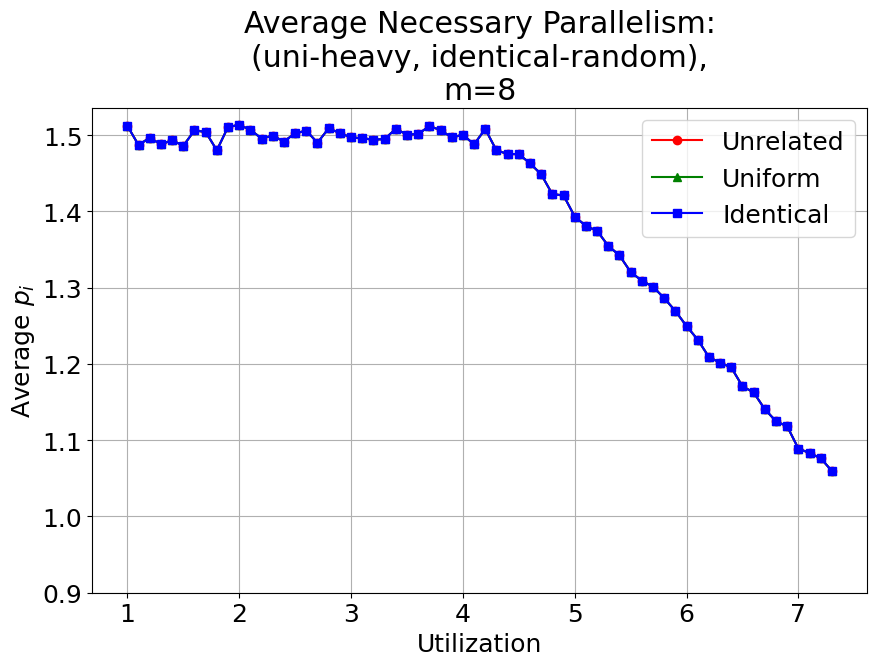 Average Necessary Parallelism:
(uni-heavy, identical-random),
m=8
1.5
1.4
1.3
1.2
1.1
1.0
0.9
Average p_i
Unrelated
Uniform
Identical
1 2 3 4 5 6 7
Utilization